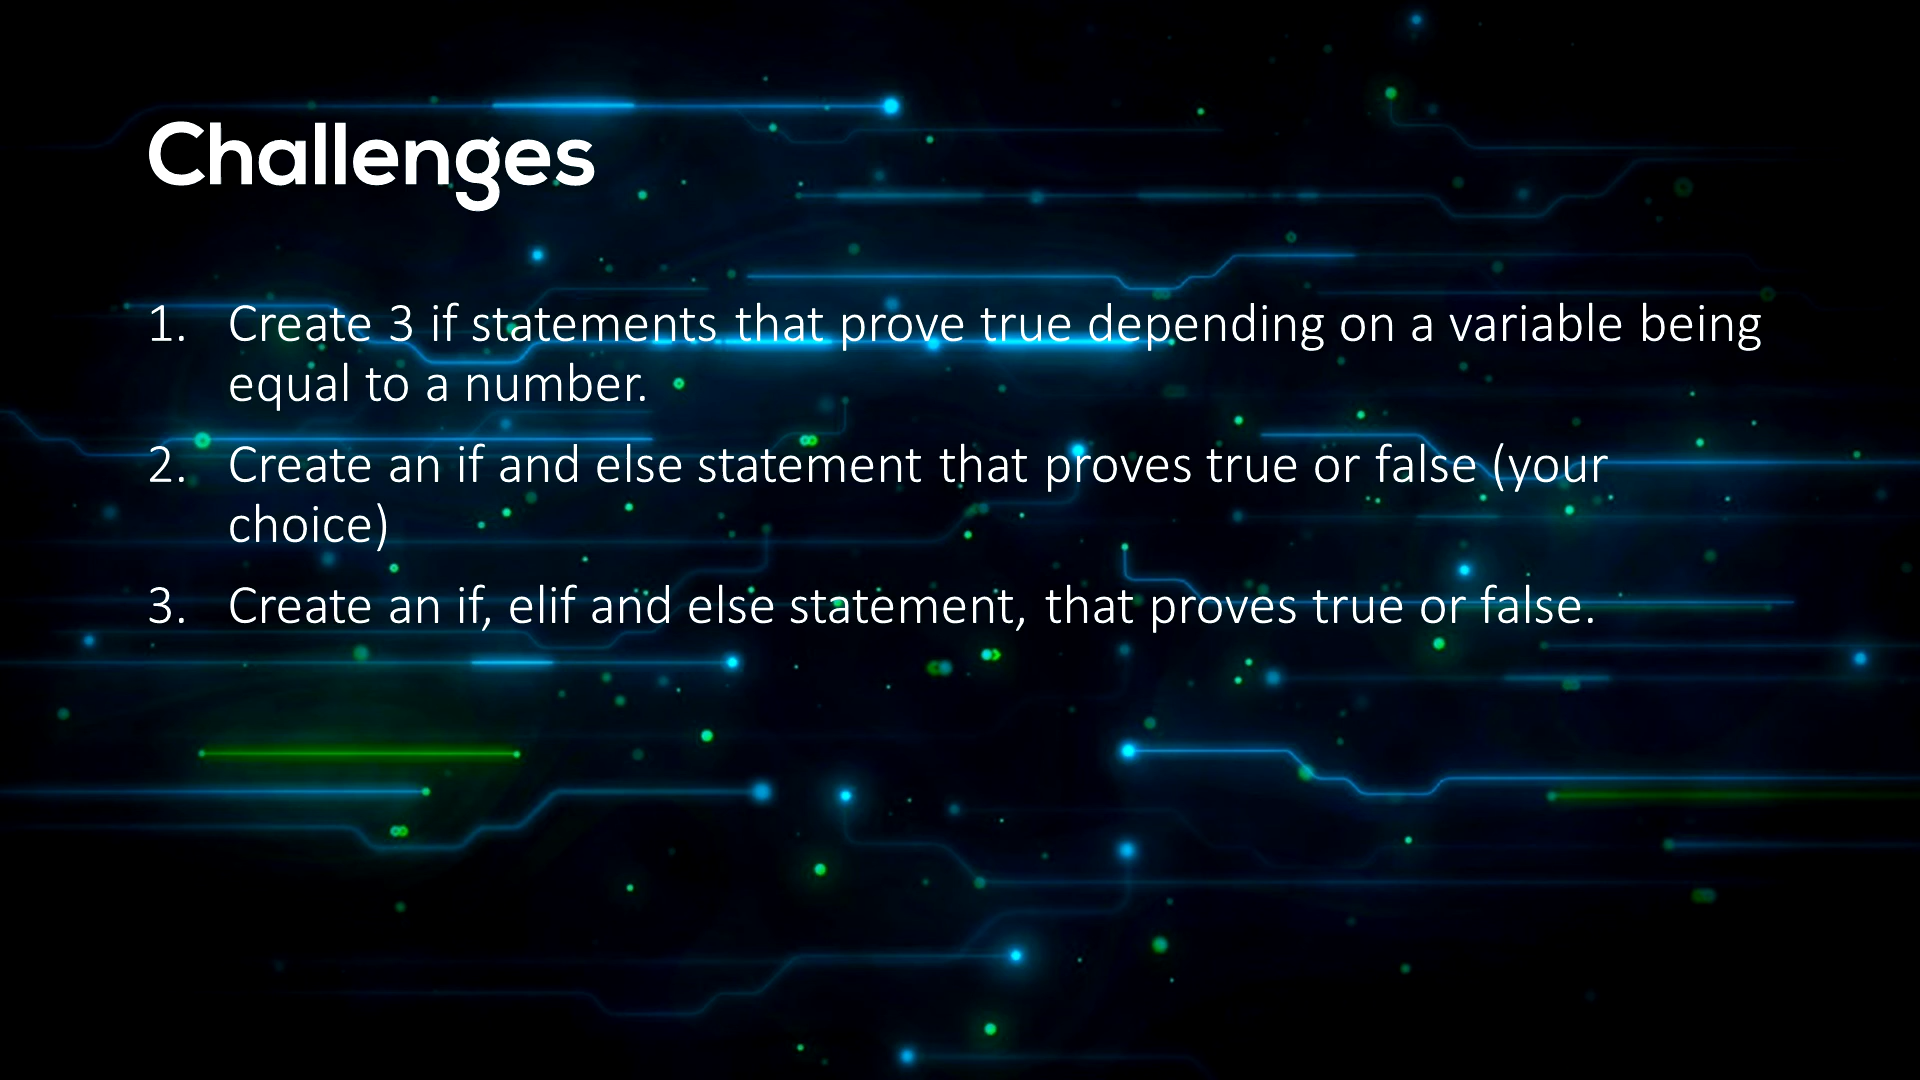 Challenges
1. Create 3 if statements that prove true depending on a variable being
equal to a number.
2. Create an if and else statement that proves true or false (your
choice)
3. Create an if, elif and else statement, that proves true or false.